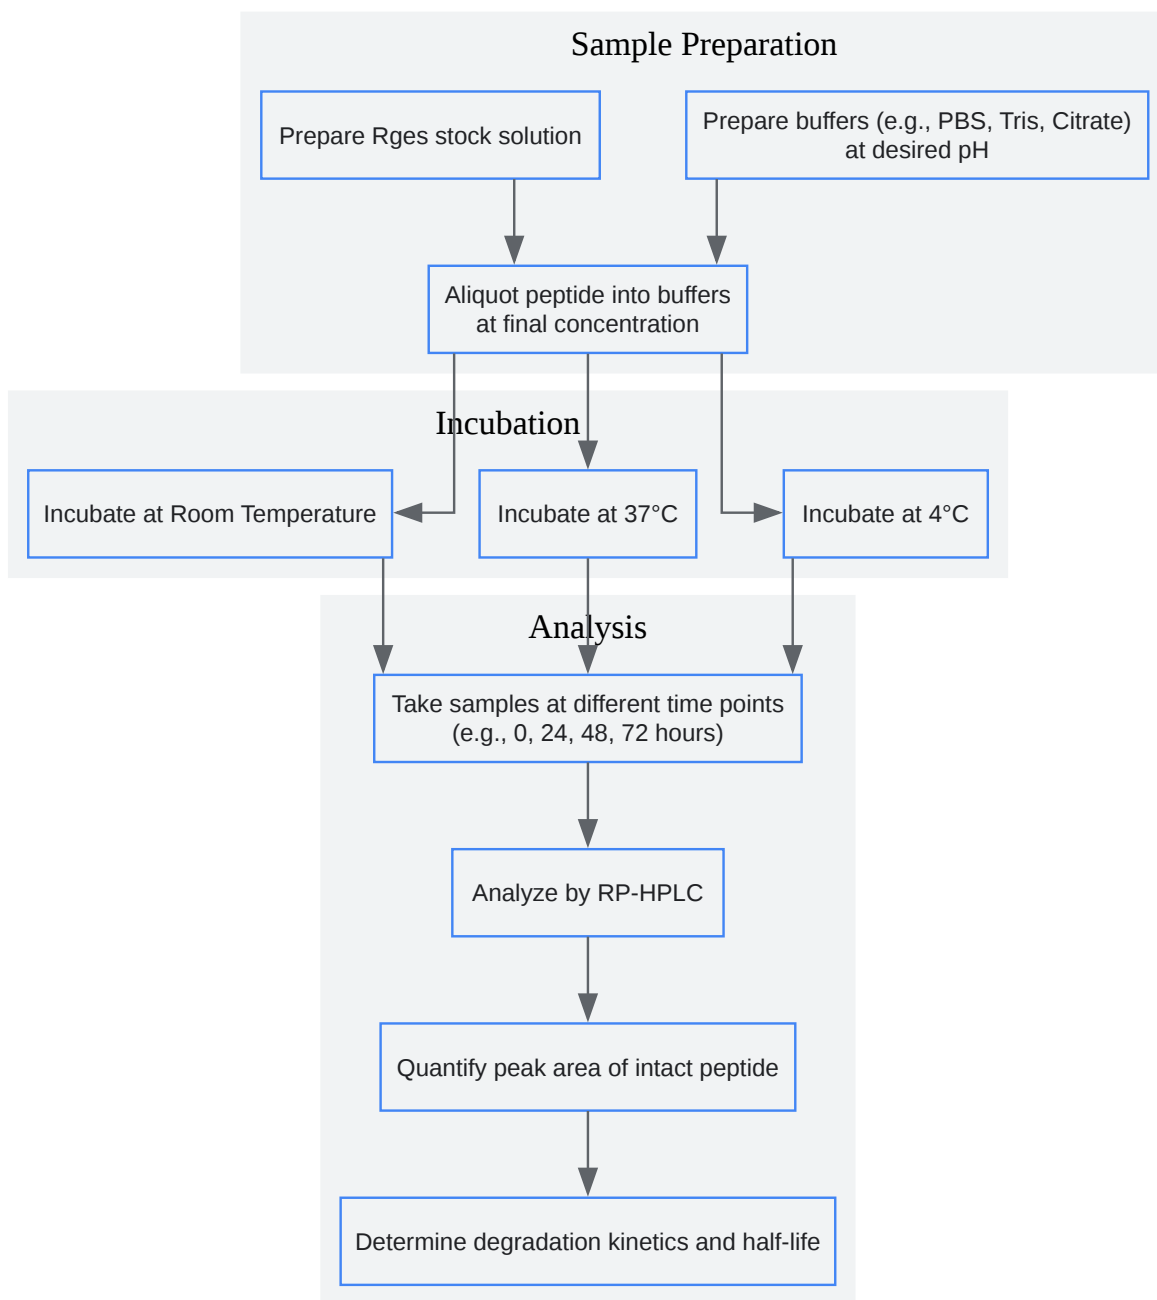 Sample Preparation
Prepare Rges stock solution
Prepare buffers (e.g., PBS, Tris, Citrate)
at desired pH
Aliquot peptide into buffers
at final concentration
Incubation
Incubate at Room Temperature
Incubate at 37°C
Incubate at 4°C
Analysis
Take samples at different time points
(e.g., 0, 24, 48, 72 hours)
Analyze by RP-HPLC
Quantify peak area of intact peptide
Determine degradation kinetics and half-life